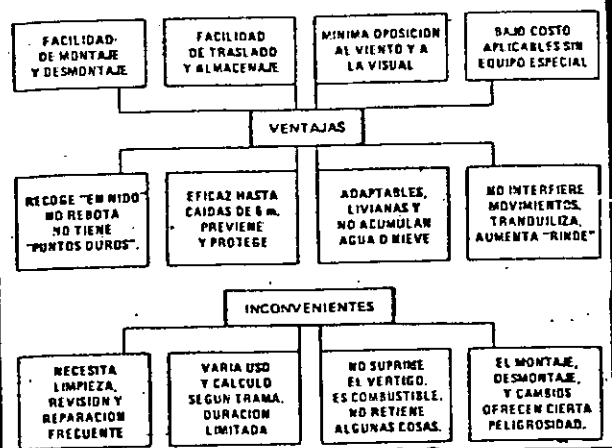 FACILIDAD
DE MONTAJE
Y DESMONTAJE
FACILIDAD
DE TRASLADO
Y ALMACENAJE
MINIMA OPOSICION
AL VIENTO Y A
LA VISUAL
BAJO COSTO
APLICABLES SIN
EQUIPO ESPECIAL
VENTAJAS
RECOGE "EN NIDO"
NO REBOTA
NO TIENE
"PUNTOS DUROS".
EFICAZ HASTA
CAIDAS DE 6 m.
PREVIENE
Y PROTEGE
ADAPTABLES,
LIVIANAS Y
NO ACUMULAN
AGUA O NIEVE
NO INTERFIERE
MOVIMIENTOS.
TRANQUILIZA,
AUMENTA "RINDE"
INCONVENIENTES
NECESITA
LIMPIEZA,
REVISION Y
REPARACION
FRECUENTE
VARIA USO
Y CALCULO
SEGUN TRAMA.
DURACION
LIMITADA
NO SUPRIME
EL VERTIGO.
ES COMBUSTIBLE.
NO RETIENE
ALGUNAS COSAS.
EL MONTAJE,
DESMONTAJE,
Y CAMBIOS
OFRECEN CIERTA
PELIGROSIDAD.